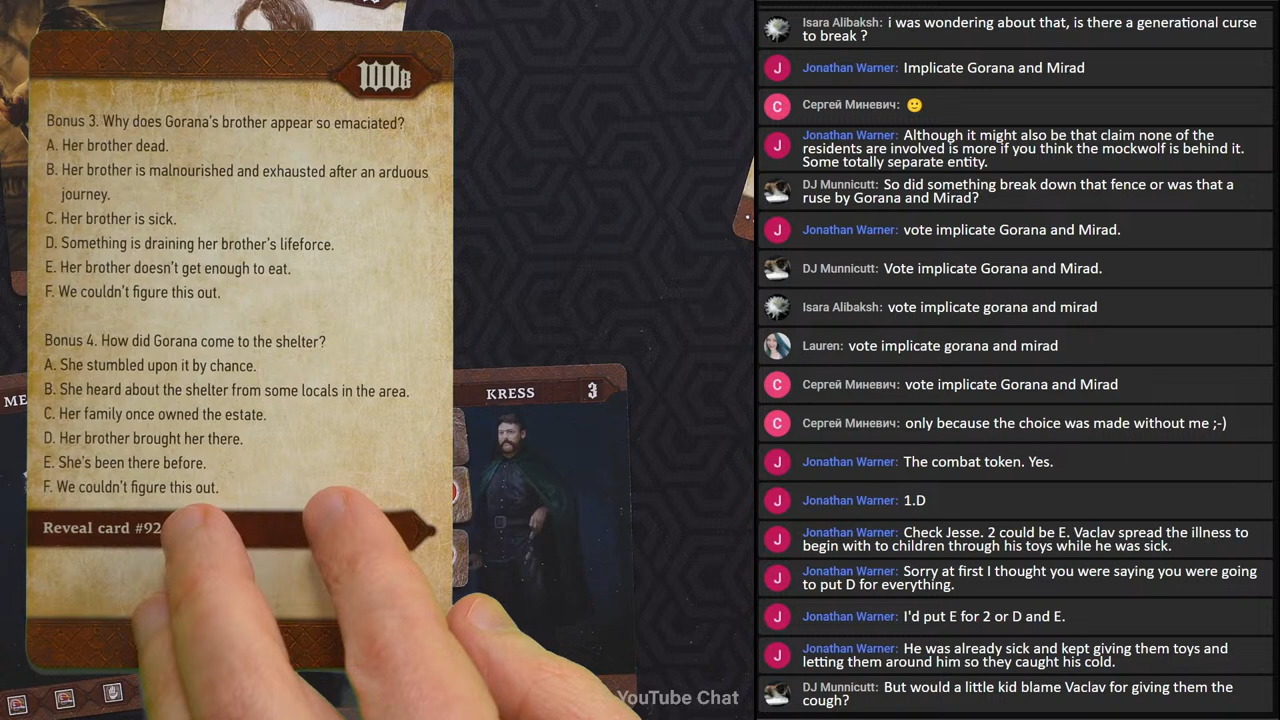 100B
Bonus 3. Why does Gorana's brother appear so emaciated?
A. Her brother dead.
B. Her brother is malnourished and exhausted after an arduous
journey.
C. Her brother is sick.
D. Something is draining her brother's lifeforce.
E. Her brother doesn't get enough to eat.
F. We couldn't figure this out.
Bonus 4. How did Gorana come to the shelter?
A. She stumbled upon it by chance.
B. She heard about the shelter from some locals in the area.
C. Her family once owned the estate.
D. Her brother brought her there.
E. She's been there before.
F. We couldn't figure this out.
Reveal card #92
ME
KRESS 3
YouTube Chat
Isara Alibaksh: i was wondering about that, is there a generational curse
to break ?
J Jonathan Warner: Implicate Gorana and Mirad
С Сергей Миневич: 🙂
J Jonathan Warner: Although it might also be that claim none of the
residents are involved is more if you think the mockwolf is behind it.
Some totally separate entity.
DJ Munnicutt: So did something break down that fence or was that a
ruse by Gorana and Mirad?
J Jonathan Warner: vote implicate Gorana and Mirad.
DJ Munnicutt: Vote implicate Gorana and Mirad.
Isara Alibaksh: vote implicate gorana and mirad
Lauren: vote implicate gorana and mirad
С Сергей Миневич: vote implicate Gorana and Mirad
С Сергей Миневич: only because the choice was made without me ;-)
J Jonathan Warner: The combat token. Yes.
J Jonathan Warner: 1.D
J Jonathan Warner: Check Jesse. 2 could be E. Vaclav spread the illness to
begin with to children through his toys while he was sick.
J Jonathan Warner: Sorry at first I thought you were saying you were going
to put D for everything.
J Jonathan Warner: I'd put E for 2 or D and E.
J Jonathan Warner: He was already sick and kept giving them toys and
letting them around him so they caught his cold.
DJ Munnicutt: But would a little kid blame Vaclav for giving them the
cough?